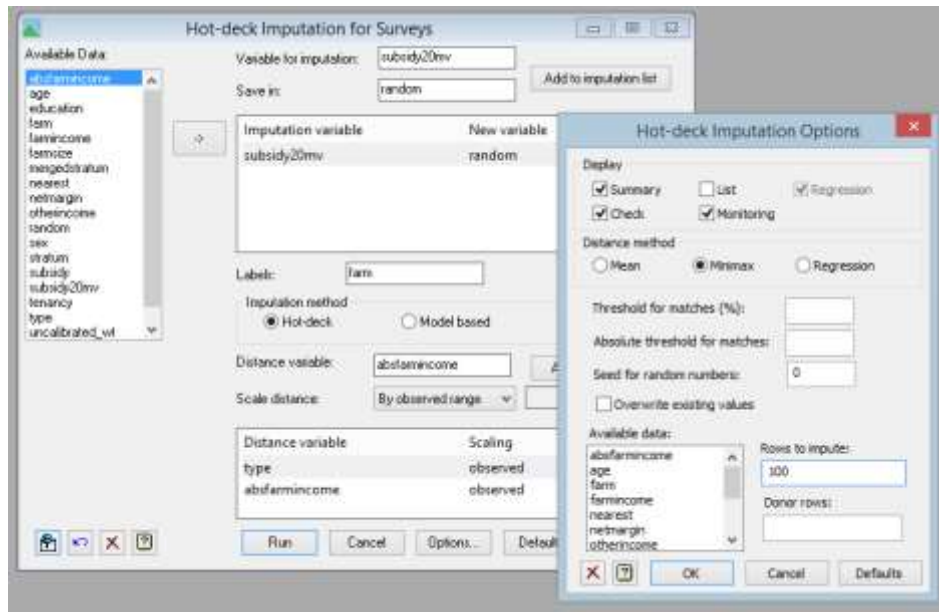 Hot-deck Imputation for Surveys
Available Data:
absfarmincome
age
education
farm
farmincome
farmsize
mergedstratum
nearest
netmargin
otherincome
random
sex
stratum
subsidy
subsidy20mv
tenancy
type
uncalibrated_wt
Variable for imputation: subsidy20mv
Save in: random
Add to imputation list
Imputation variable New variable
subsidy20mv random
Labels: farm
Imputation method
Hot-deck Model based
Distance variable: absfarmincome
Scale distance: By observed range
Distance variable Scaling
type observed
absfarmincome observed
Run Cancel Options... Default
Hot-deck Imputation Options
Display
Summary List Regression
Check Monitoring
Distance method
Mean Minimax Regression
Threshold for matches (%):
Absolute threshold for matches:
Seed for random numbers: 0
Overwrite existing values
Available data:
absfarmincome
age
farm
farmincome
nearest
netmargin
otherincome
Rows to impute:
100
Donor rows:
OK Cancel Defaults